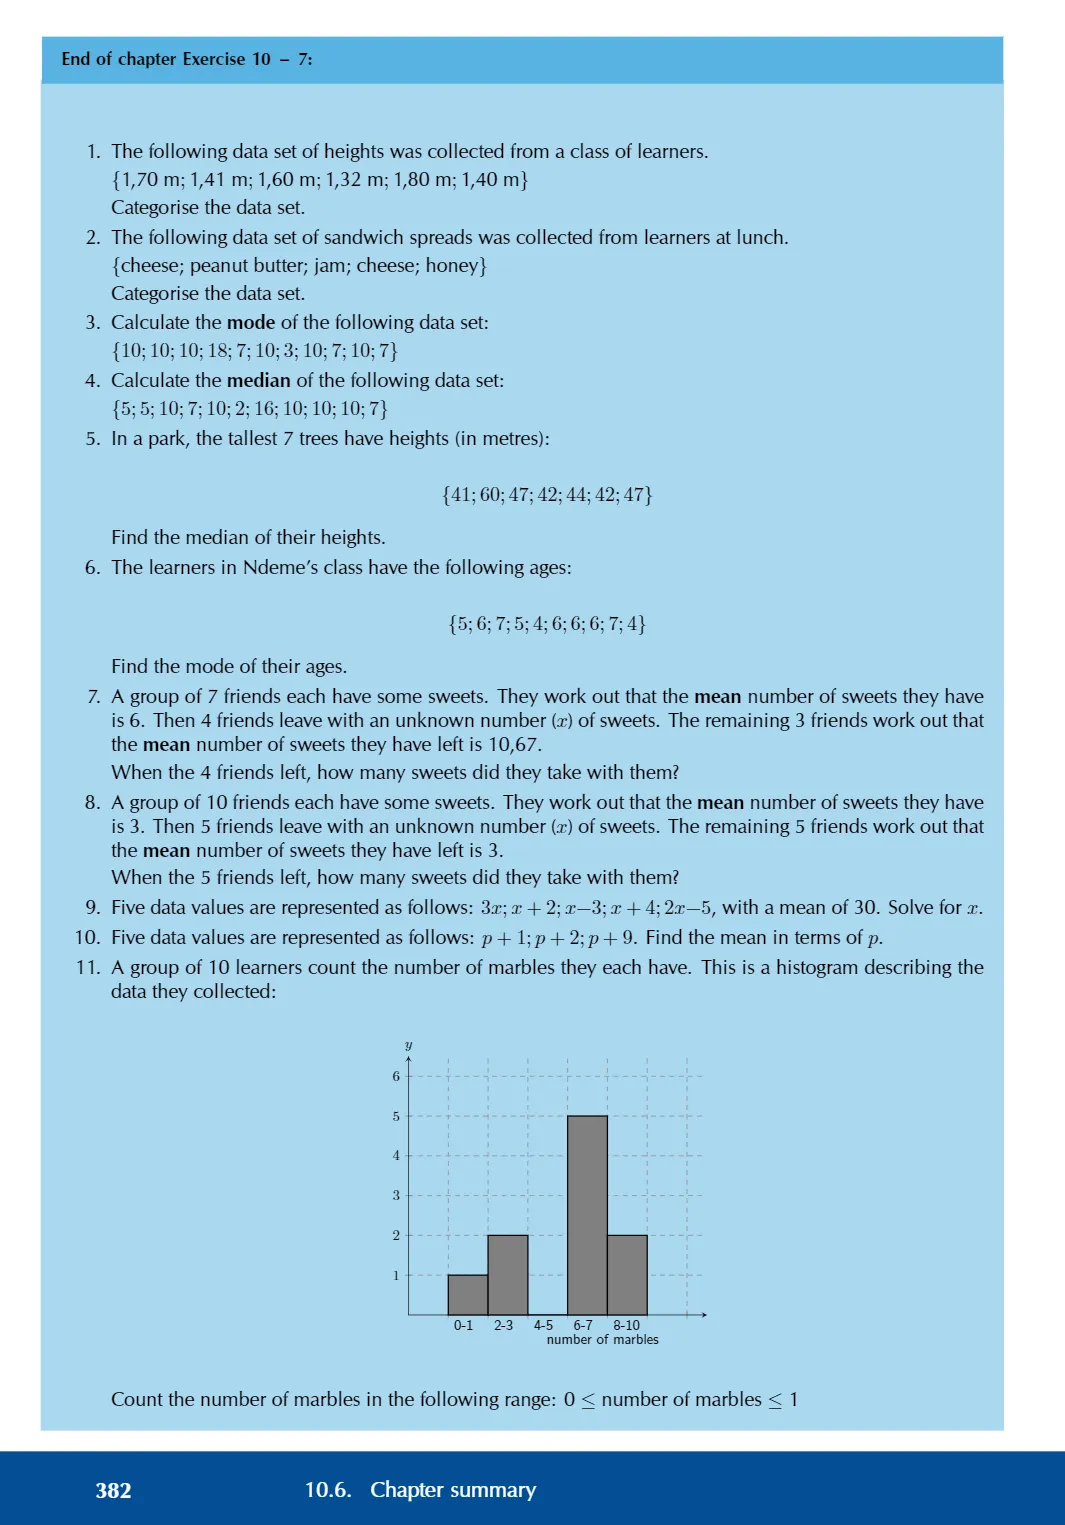 End of chapter Exercise 10 – 7:
1. The following data set of heights was collected from a class of learners.
{1,70 m; 1,41 m; 1,60 m; 1,32 m; 1,80 m; 1,40 m}
Categorise the data set.
2. The following data set of sandwich spreads was collected from learners at lunch.
{cheese; peanut butter; jam; cheese; honey}
Categorise the data set.
3. Calculate the mode of the following data set:
{10; 10; 10; 18; 7; 10; 3; 10; 7; 10; 7}
4. Calculate the median of the following data set:
{5; 5; 10; 7; 10; 2; 16; 10; 10; 10; 7}
5. In a park, the tallest 7 trees have heights (in metres):
{41; 60; 47; 42; 44; 42; 47}
Find the median of their heights.
6. The learners in Ndeme's class have the following ages:
{5; 6; 7; 5; 4; 6; 6; 6; 7; 4}
Find the mode of their ages.
7. A group of 7 friends each have some sweets. They work out that the mean number of sweets they have
is 6. Then 4 friends leave with an unknown number (x) of sweets. The remaining 3 friends work out that
the mean number of sweets they have left is 10,67.
When the 4 friends left, how many sweets did they take with them?
8. A group of 10 friends each have some sweets. They work out that the mean number of sweets they have
is 3. Then 5 friends leave with an unknown number (x) of sweets. The remaining 5 friends work out that
the mean number of sweets they have left is 3.
When the 5 friends left, how many sweets did they take with them?
9. Five data values are represented as follows: 3x; x + 2; x−3; x + 4; 2x−5, with a mean of 30. Solve for x.
10. Five data values are represented as follows: p + 1; p + 2; p + 9. Find the mean in terms of p.
11. A group of 10 learners count the number of marbles they each have. This is a histogram describing the
data they collected:
y
6
5
4
3
2
1
0-1 2-3 4-5 6-7 8-10
number of marbles
Count the number of marbles in the following range: 0 ≤ number of marbles ≤ 1
382 10.6. Chapter summary